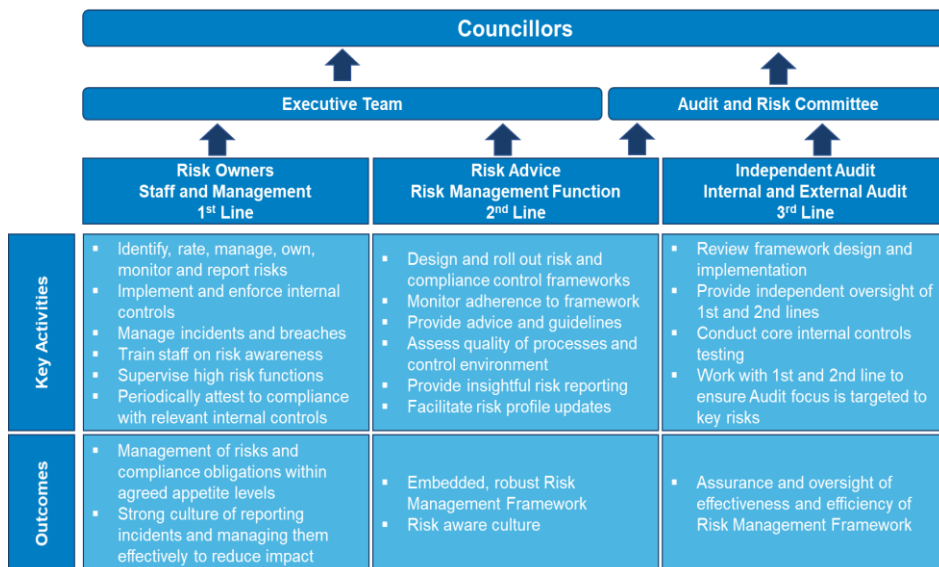 Councillors
Executive Team
Audit and Risk Committee
Risk Owners
Staff and Management
1st Line
Risk Advice
Risk Management Function
2nd Line
Independent Audit
Internal and External Audit
3rd Line
Key Activities
▪ Identify, rate, manage, own,
monitor and report risks
▪ Implement and enforce internal
controls
▪ Manage incidents and breaches
▪ Train staff on risk awareness
▪ Supervise high risk functions
▪ Periodically attest to compliance
with relevant internal controls
▪ Design and roll out risk and
compliance control frameworks
▪ Monitor adherence to framework
▪ Provide advice and guidelines
▪ Assess quality of processes and
control environment
▪ Provide insightful risk reporting
▪ Facilitate risk profile updates
▪ Review framework design and
implementation
▪ Provide independent oversight of
1st and 2nd lines
▪ Conduct core internal controls
testing
▪ Work with 1st and 2nd line to
ensure Audit focus is targeted to
key risks
Outcomes
▪ Management of risks and
compliance obligations within
agreed appetite levels
▪ Strong culture of reporting
incidents and managing them
effectively to reduce impact
▪ Embedded, robust Risk
Management Framework
▪ Risk aware culture
▪ Assurance and oversight of
effectiveness and efficiency of
Risk Management Framework